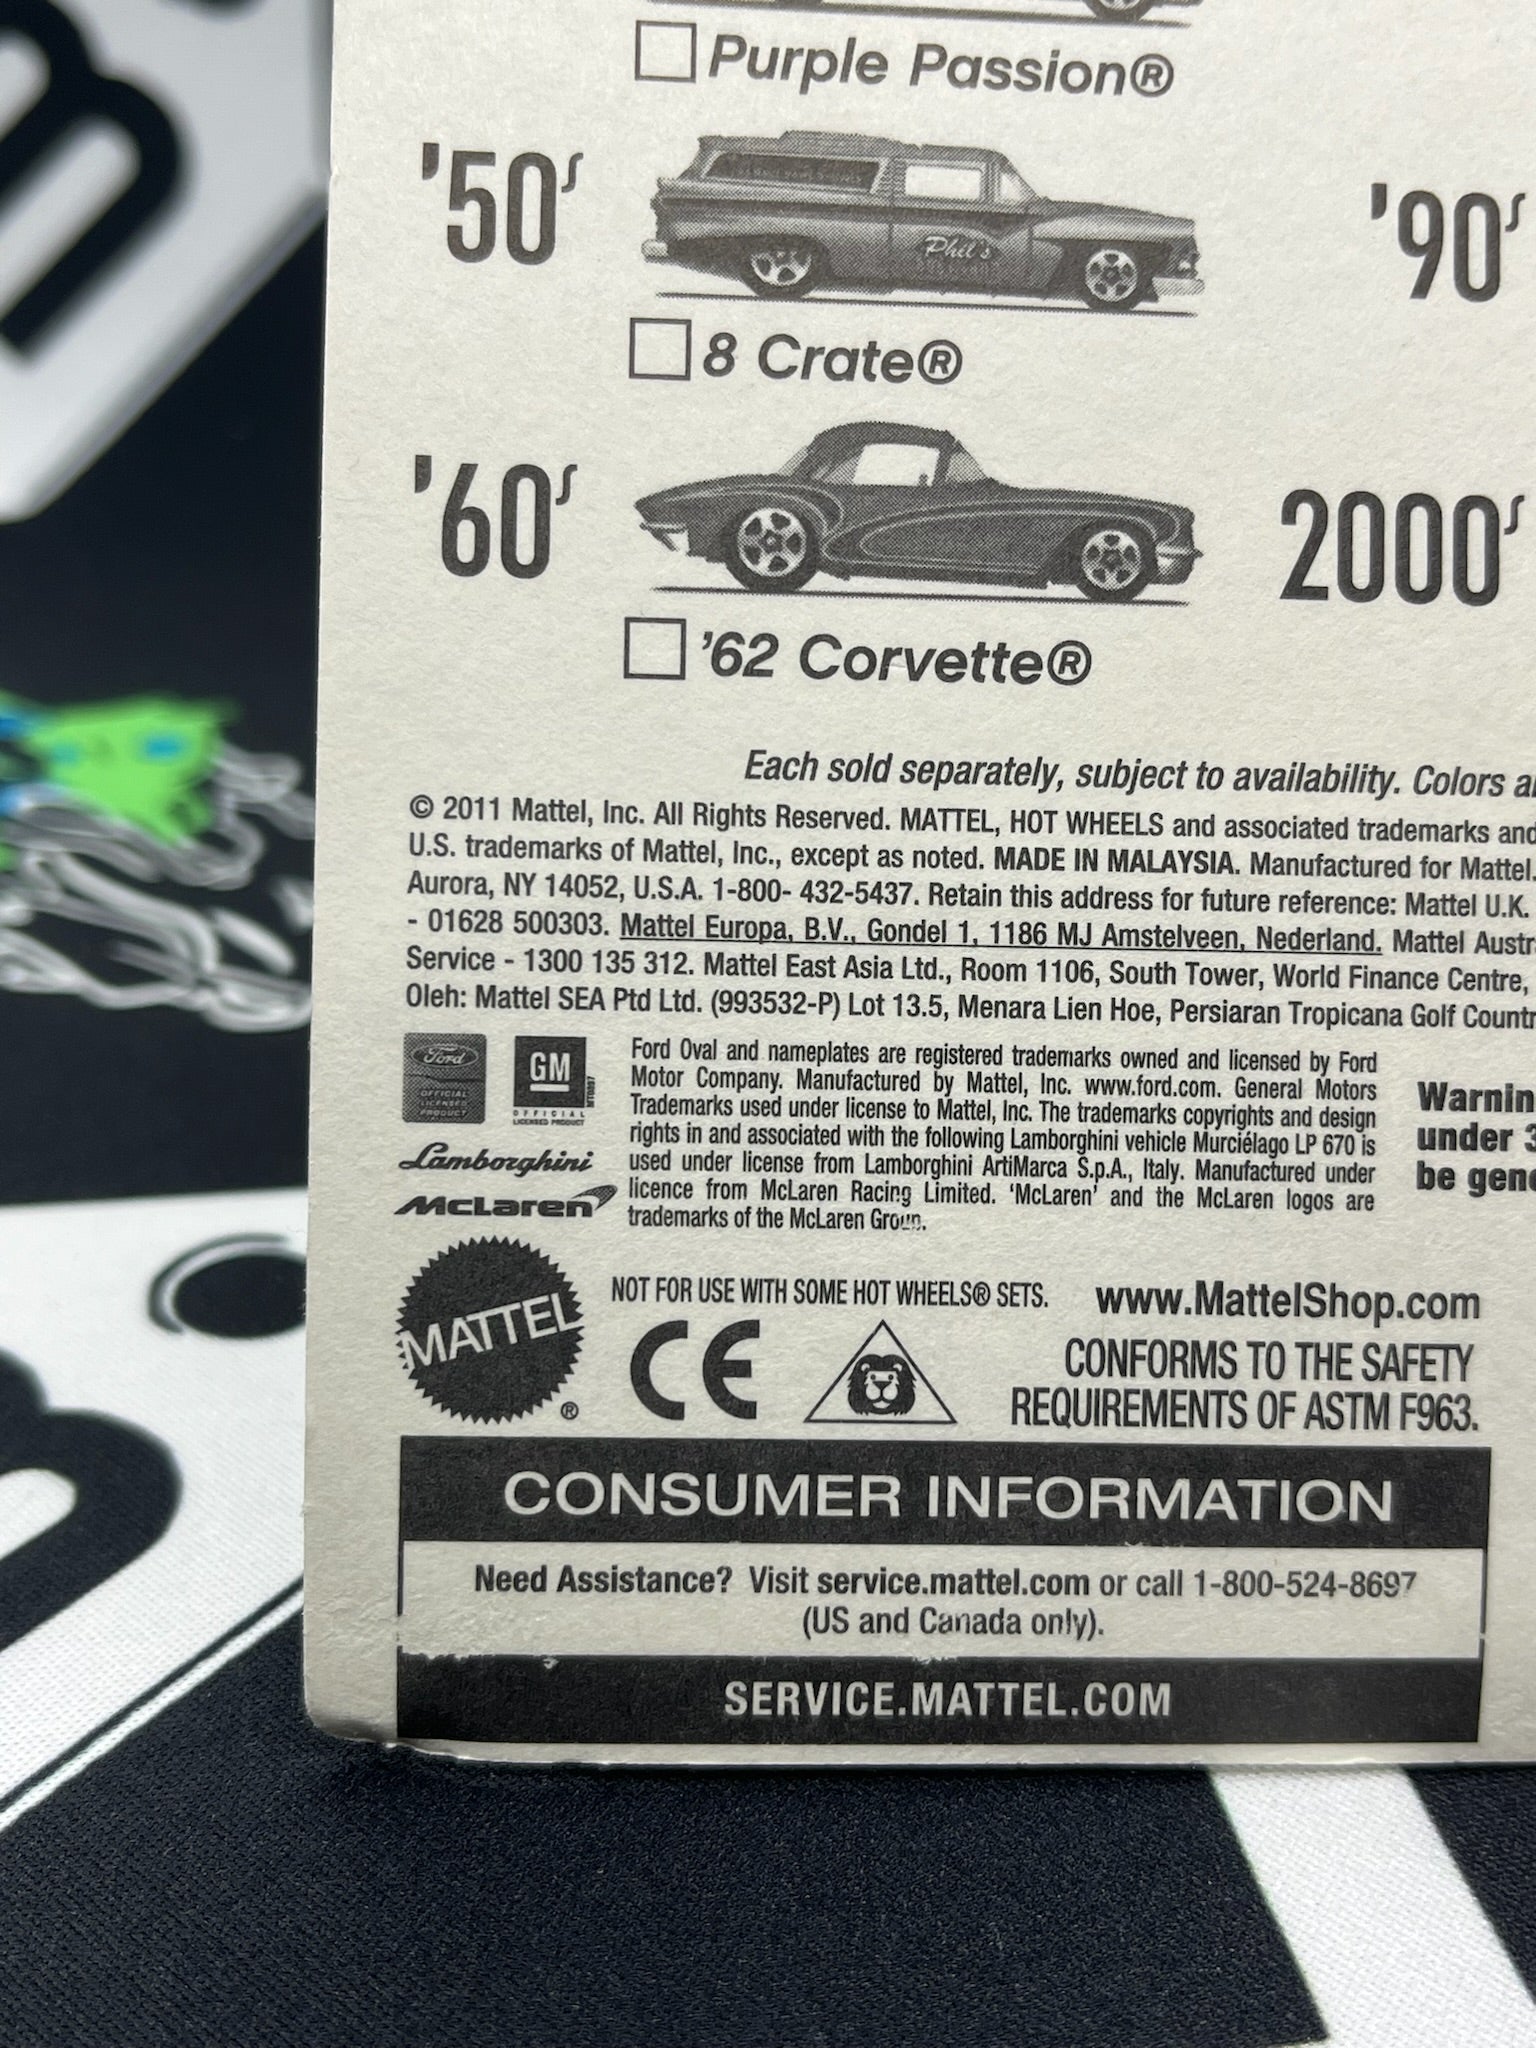 Purple Passion®
'50s
Phil's
'90s
8 Crate®
'60s
2000s
'62 Corvette®
Each sold separately, subject to availability. Colors
© 2011 Mattel, Inc. All Rights Reserved. MATTEL, HOT WHEELS and associated trademarks and
U.S. trademarks of Mattel, Inc., except as noted. MADE IN MALAYSIA. Manufactured for Mattel.
Aurora, NY 14052, U.S.A. 1-800- 432-5437. Retain this address for future reference: Mattel U.K.
- 01628 500303. Mattel Europa, B.V., Gondel 1, 1186 MJ Amstelveen, Nederland. Mattel Austr
Service - 1300 135 312. Mattel East Asia Ltd., Room 1106, South Tower, World Finance Centre,
Oleh: Mattel SEA Ptd Ltd. (993532-P) Lot 13.5, Menara Lien Hoe, Persiaran Tropicana Golf Countr
Ford
OFFICIAL
LICENSED
PRODUCT
GM
OFFICIAL
LICENSED PRODUCT
Lamborghini
McLaren
Ford Oval and nameplates are registered trademarks owned and licensed by Ford
Motor Company. Manufactured by Mattel, Inc. www.ford.com. General Motors
Trademarks used under license to Mattel, Inc. The trademarks copyrights and design
rights in and associated with the following Lamborghini vehicle Murciélago LP 670 is
used under license from Lamborghini ArtiMarca S.p.A., Italy. Manufactured under
licence from McLaren Racing Limited. 'McLaren' and the McLaren logos are
trademarks of the McLaren Group.
Warnin
under 3
be gene
MATTEL
®
NOT FOR USE WITH SOME HOT WHEELS® SETS.
www.MattelShop.com
CE
CONFORMS TO THE SAFETY
REQUIREMENTS OF ASTM F963.
CONSUMER INFORMATION
Need Assistance? Visit service.mattel.com or call 1-800-524-8697
(US and Canada only).
SERVICE.MATTEL.COM